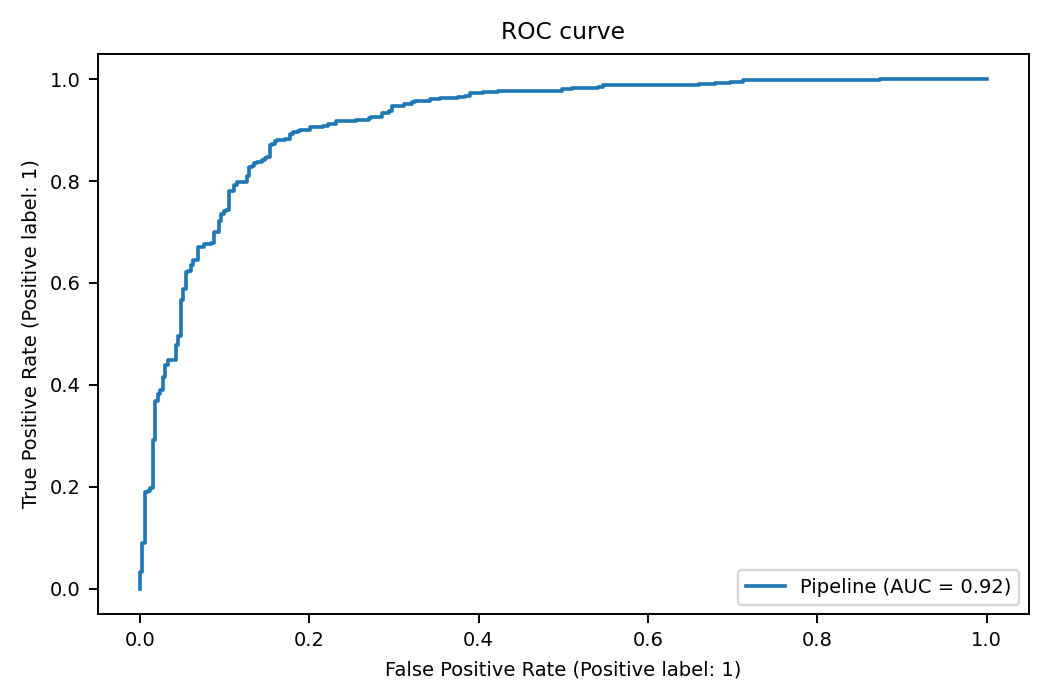 ROC curve
True Positive Rate (Positive label: 1)
1.0
0.8
0.6
0.4
0.2
0.0
Pipeline (AUC = 0.92)
0.0 0.2 0.4 0.6 0.8 1.0
False Positive Rate (Positive label: 1)